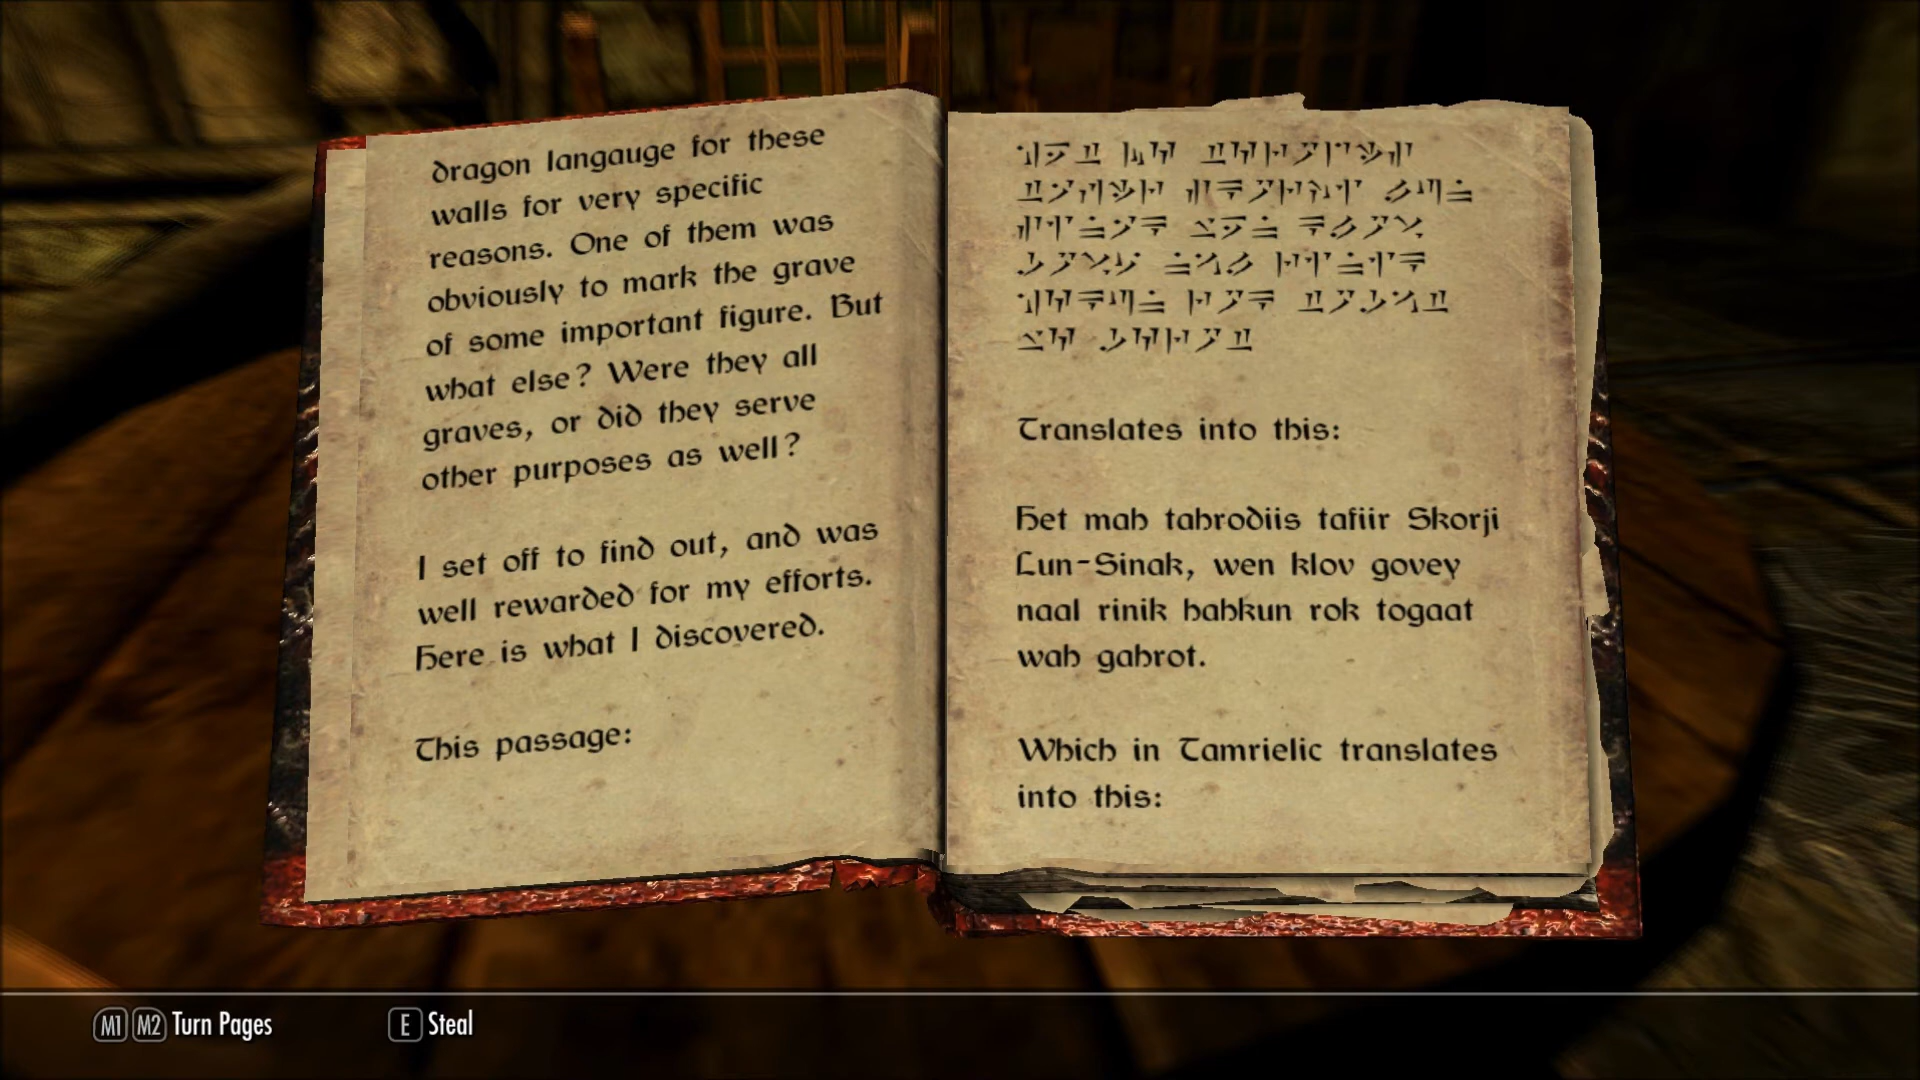 dragon langauge for these
walls for very specific
reasons. One of them was
obviously to mark the grave
of some important figure. But
what else? Were they all
graves, or did they serve
other purposes as well?
I set off to find out, and was
well rewarded for my efforts.
Here is what I discovered.
This passage:
Translates into this:
Het mah tahrodiis tafiir Skorji
Lun-Sinak, wen klov govey
naal rinik hahkun rok togaat
wah gahrot.
Which in Tamrielic translates
into this:
M1 M2 Turn Pages
E Steal